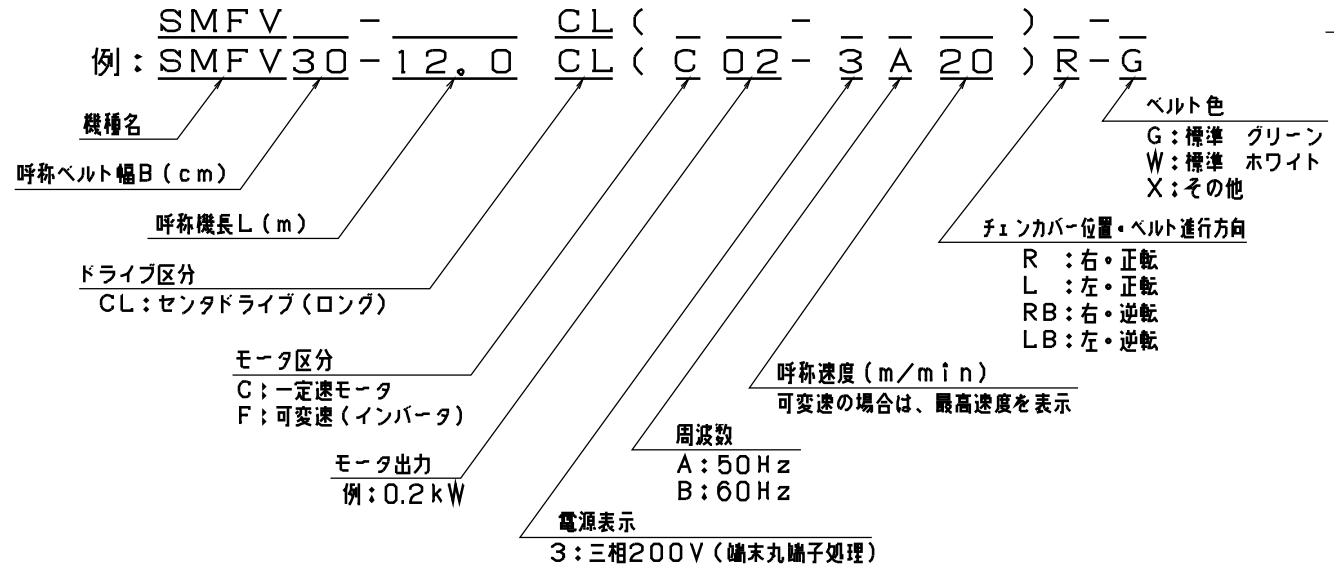 SMFV - CL( - ) -
例:SMFV30-12.0 CL(C02-3A20)R-G
機種名
呼称ベルト幅B(cm)
呼称機長L(m)
ドライブ区分
CL:センタドライブ(ロング)
モータ区分
C:一定速モータ
F:可変速(インバータ)
モータ出力
例:0.2kW
電源表示
3:三相200V(端末丸端子処理)
周波数
A:50Hz
B:60Hz
呼称速度(m/min)
可変速の場合は、最高速度を表示
チェンカバー位置・ベルト進行方向
R :右・正転
L :左・正転
RB:右・逆転
LB:左・逆転
ベルト色
G:標準 グリーン
W:標準 ホワイト
X:その他